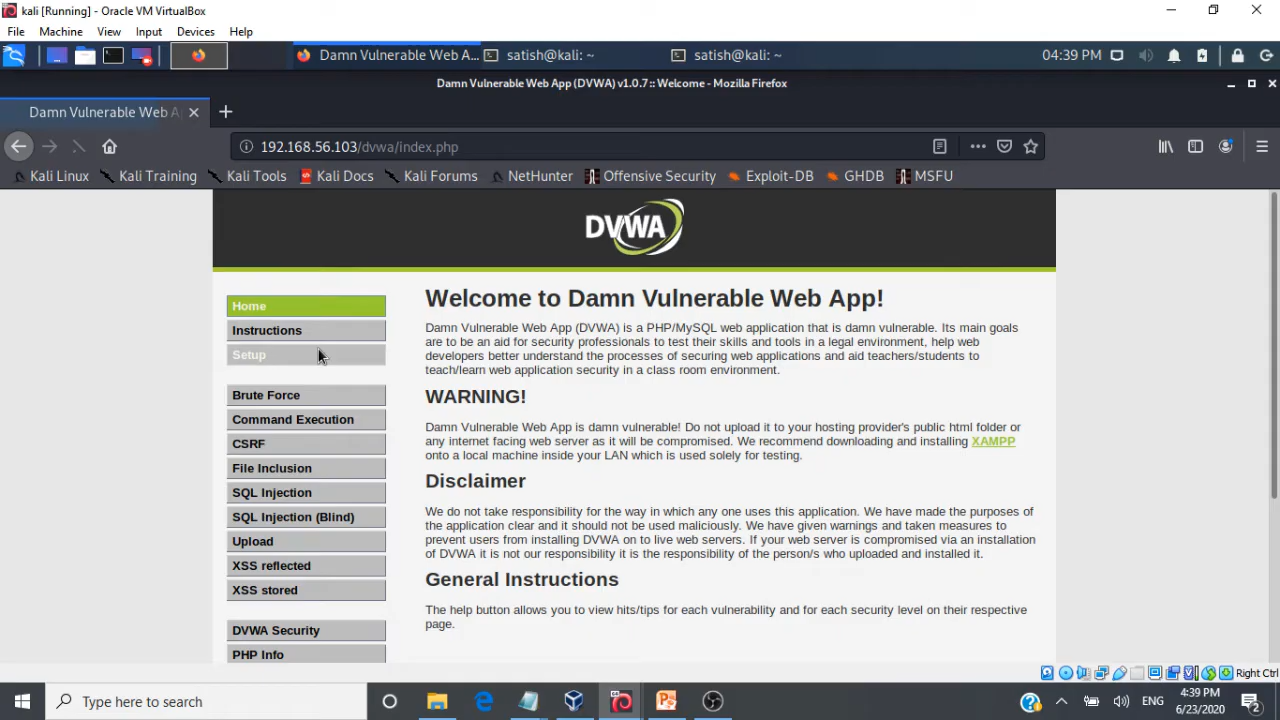 kali [Running] - Oracle VM VirtualBox
File Machine View Input Devices Help
Damn Vulnerable Web A... satish@kali: ~ satish@kali: ~ 04:39 PM
Damn Vulnerable Web App (DVWA) v1.0.7 :: Welcome - Mozilla Firefox
Damn Vulnerable Web Ap
192.168.56.103/dvwa/index.php
Kali Linux Kali Training Kali Tools Kali Docs Kali Forums NetHunter Offensive Security Exploit-DB GHDB MSFU
DVWA
Home
Instructions
Setup
Brute Force
Command Execution
CSRF
File Inclusion
SQL Injection
SQL Injection (Blind)
Upload
XSS reflected
XSS stored
DVWA Security
PHP Info
Welcome to Damn Vulnerable Web App!
Damn Vulnerable Web App (DVWA) is a PHP/MySQL web application that is damn vulnerable. Its main goals
are to be an aid for security professionals to test their skills and tools in a legal environment, help web
developers better understand the processes of securing web applications and aid teachers/students to
teach/learn web application security in a class room environment.
WARNING!
Damn Vulnerable Web App is damn vulnerable! Do not upload it to your hosting provider's public html folder or
any internet facing web server as it will be compromised. We recommend downloading and installing XAMPP
onto a local machine inside your LAN which is used solely for testing.
Disclaimer
We do not take responsibility for the way in which any one uses this application. We have made the purposes of
the application clear and it should not be used maliciously. We have given warnings and taken measures to
prevent users from installing DVWA on to live web servers. If your web server is compromised via an installation
of DVWA it is not our responsibility it is the responsibility of the person/s who uploaded and installed it.
General Instructions
The help button allows you to view hits/tips for each vulnerability and for each security level on their respective
page.
Right Ctrl
Type here to search
ENG
4:39 PM
6/23/2020
2